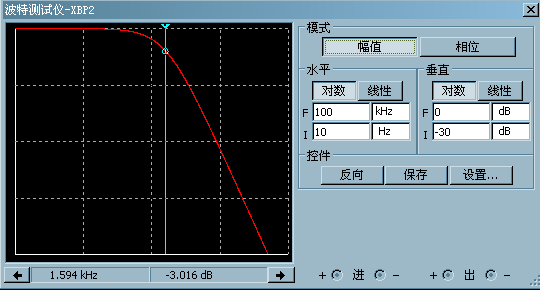 波特测试仪-XBP2
模式
幅值 相位
水平 垂直
对数 线性 对数 线性
F 100 kHz F 0 dB
I 10 Hz I -30 dB
控件
反向 保存 设置...
1.594 kHz -3.016 dB
+ 进 - + 出 -